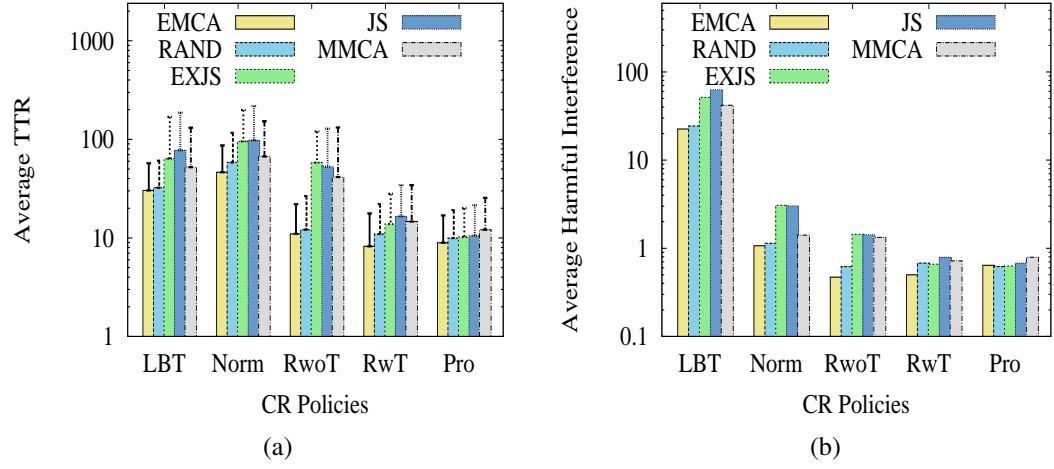 EMCA
RAND
EXJS
JS
MMCA
1000
100
10
1
Average TTR
LBT Norm RwoT RwT Pro
CR Policies
(a)
EMCA
RAND
EXJS
JS
MMCA
100
10
1
0.1
Average Harmful Interference
LBT Norm RwoT RwT Pro
CR Policies
(b)